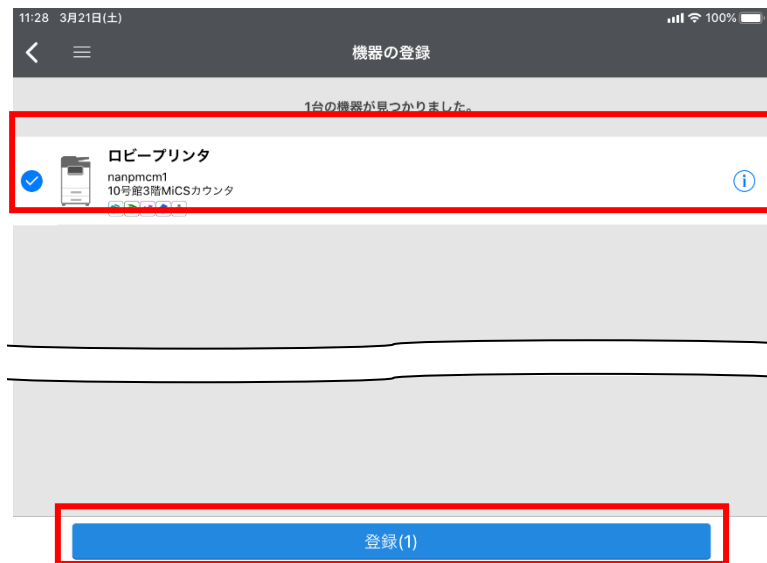 11:28 3月21日(土) 100%
機器の登録
1台の機器が見つかりました。
ロビープリンタ
nanpmcm1
10号館3階MiCSカウンタ
登録(1)